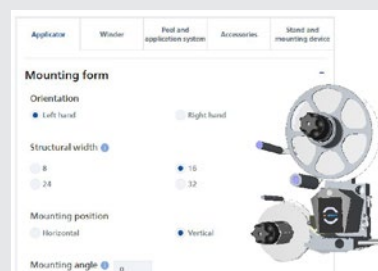 Applicator
Winder
Peel and
application system
Accessories
Stand and
mounting device
Mounting form
Orientation
Left hand
Right hand
Structural width
8
16
24
32
Mounting position
Horizontal
Vertical
Mounting angle
0